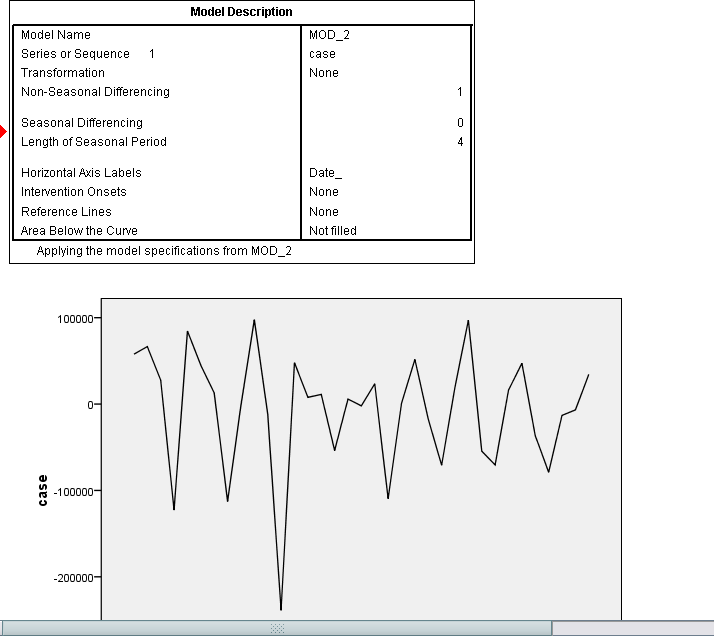 Model Description
Model Name MOD_2
Series or Sequence 1 case
Transformation None
Non-Seasonal Differencing 1
Seasonal Differencing 0
Length of Seasonal Period 4
Horizontal Axis Labels Date_
Intervention Onsets None
Reference Lines None
Area Below the Curve Not filled
Applying the model specifications from MOD_2
100000
0
case
-100000
-200000